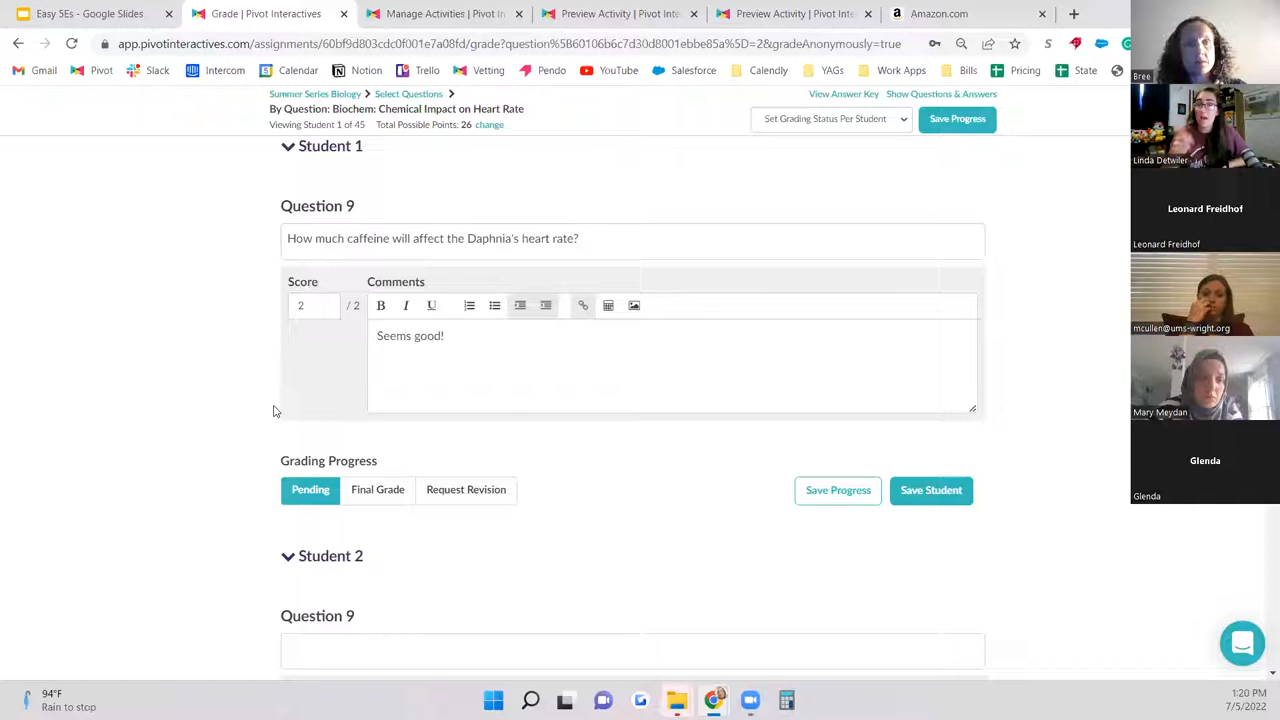 Easy SEs - Google Slides
Grade | Pivot Interactives
Manage Activities | Pivot Inter
Preview Activity | Pivot Inte
Preview Activity | Pivot Inte
Amazon.com
app.pivotinteractives.com/assignments/60bf9d82cdcd0f001c7a08fd/grade?question%5B60106b6c7d30d8001efbe85a%5D=2&gradeAnonymously=true
Gmail
Pivot
Slack
Intercom
Calendar
Notion
Trello
Vetting
Pendo
YouTube
Salesforce
Calendly
YAGs
Work Apps
Bills
Pricing
State
Summer Series Biology
Select Questions
View Answer Key
Show Questions & Answers
By Question: Biochem: Chemical Impact on Heart Rate
Viewing Student 1 of 45 Total Possible Points: 26 change
Set Grading Status Per Student
Save Progress
Student 1
Question 9
How much caffeine will affect the Daphnia's heart rate?
Score
Comments
2 / 2
B I U
Seems good!
Grading Progress
Pending
Final Grade
Request Revision
Save Progress
Save Student
Student 2
Question 9
Bree
Linda Detwiler
Leonard Freidhof
Leonard Freidhof
mcullen@ums-wright.org
Mary Meydan
Glenda
Glenda
94°F
Rain to stop
1:20 PM
7/5/2022